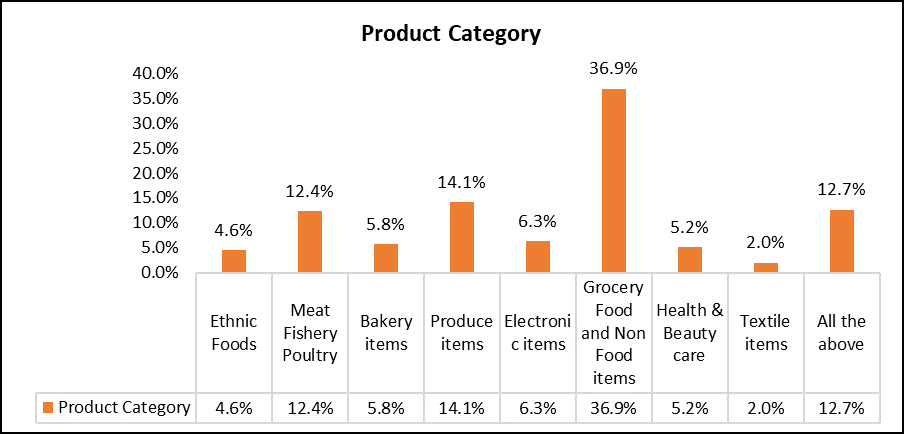 Product Category
36.9%
40.0%
35.0%
30.0%
25.0%
20.0%
15.0%
10.0%
5.0%
0.0%
4.6%
12.4%
5.8%
14.1%
6.3%
5.2%
2.0%
12.7%
Ethnic
Foods
Meat
Fishery
Poultry
Bakery
items
Produce
items
Electroni
c items
Grocery
Food
and Non
Food
items
Health &
Beauty
care
Textile
items
All the
above
Product Category 4.6% 12.4% 5.8% 14.1% 6.3% 36.9% 5.2% 2.0% 12.7%